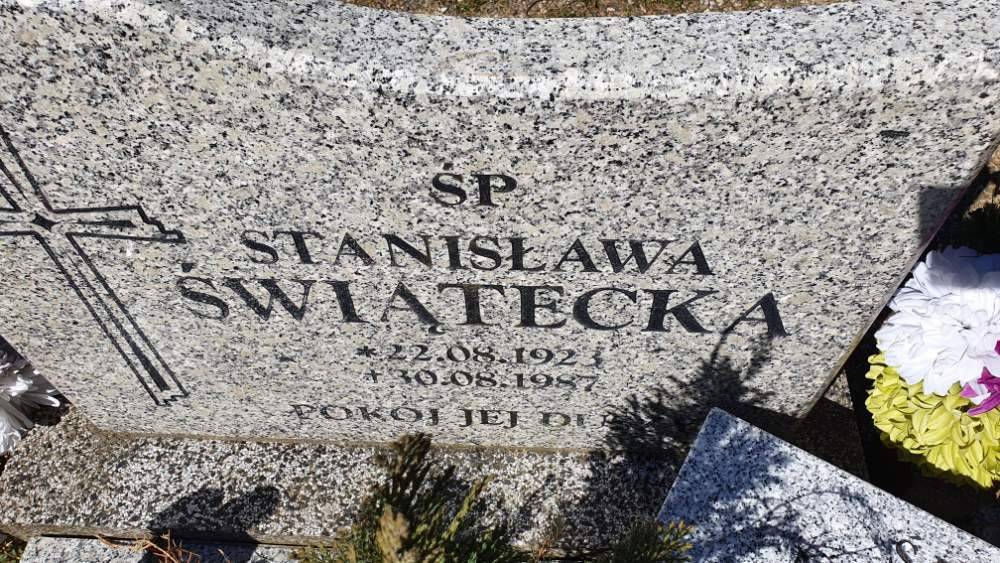 ŚP
STANISŁAWA
ŚWIĄTECKA
*22.08.1923
+30.08.1987
POKÓJ JEJ